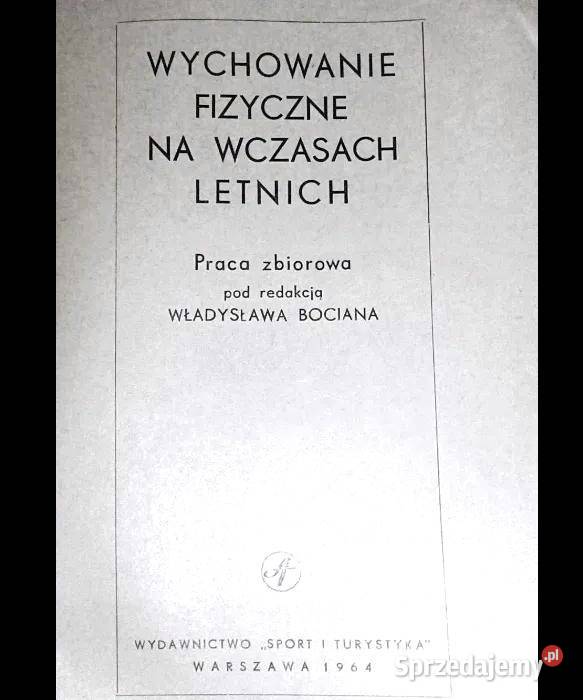 WYCHOWANIE
FIZYCZNE
NA WCZASACH
LETNICH
Praca zbiorowa
pod redakcją
WŁADYSŁAWA BOCIANA
WYDAWNICTWO „SPORT I TURYSTYKA"
WARSZAWA 1964
Sprzedajemy.pl